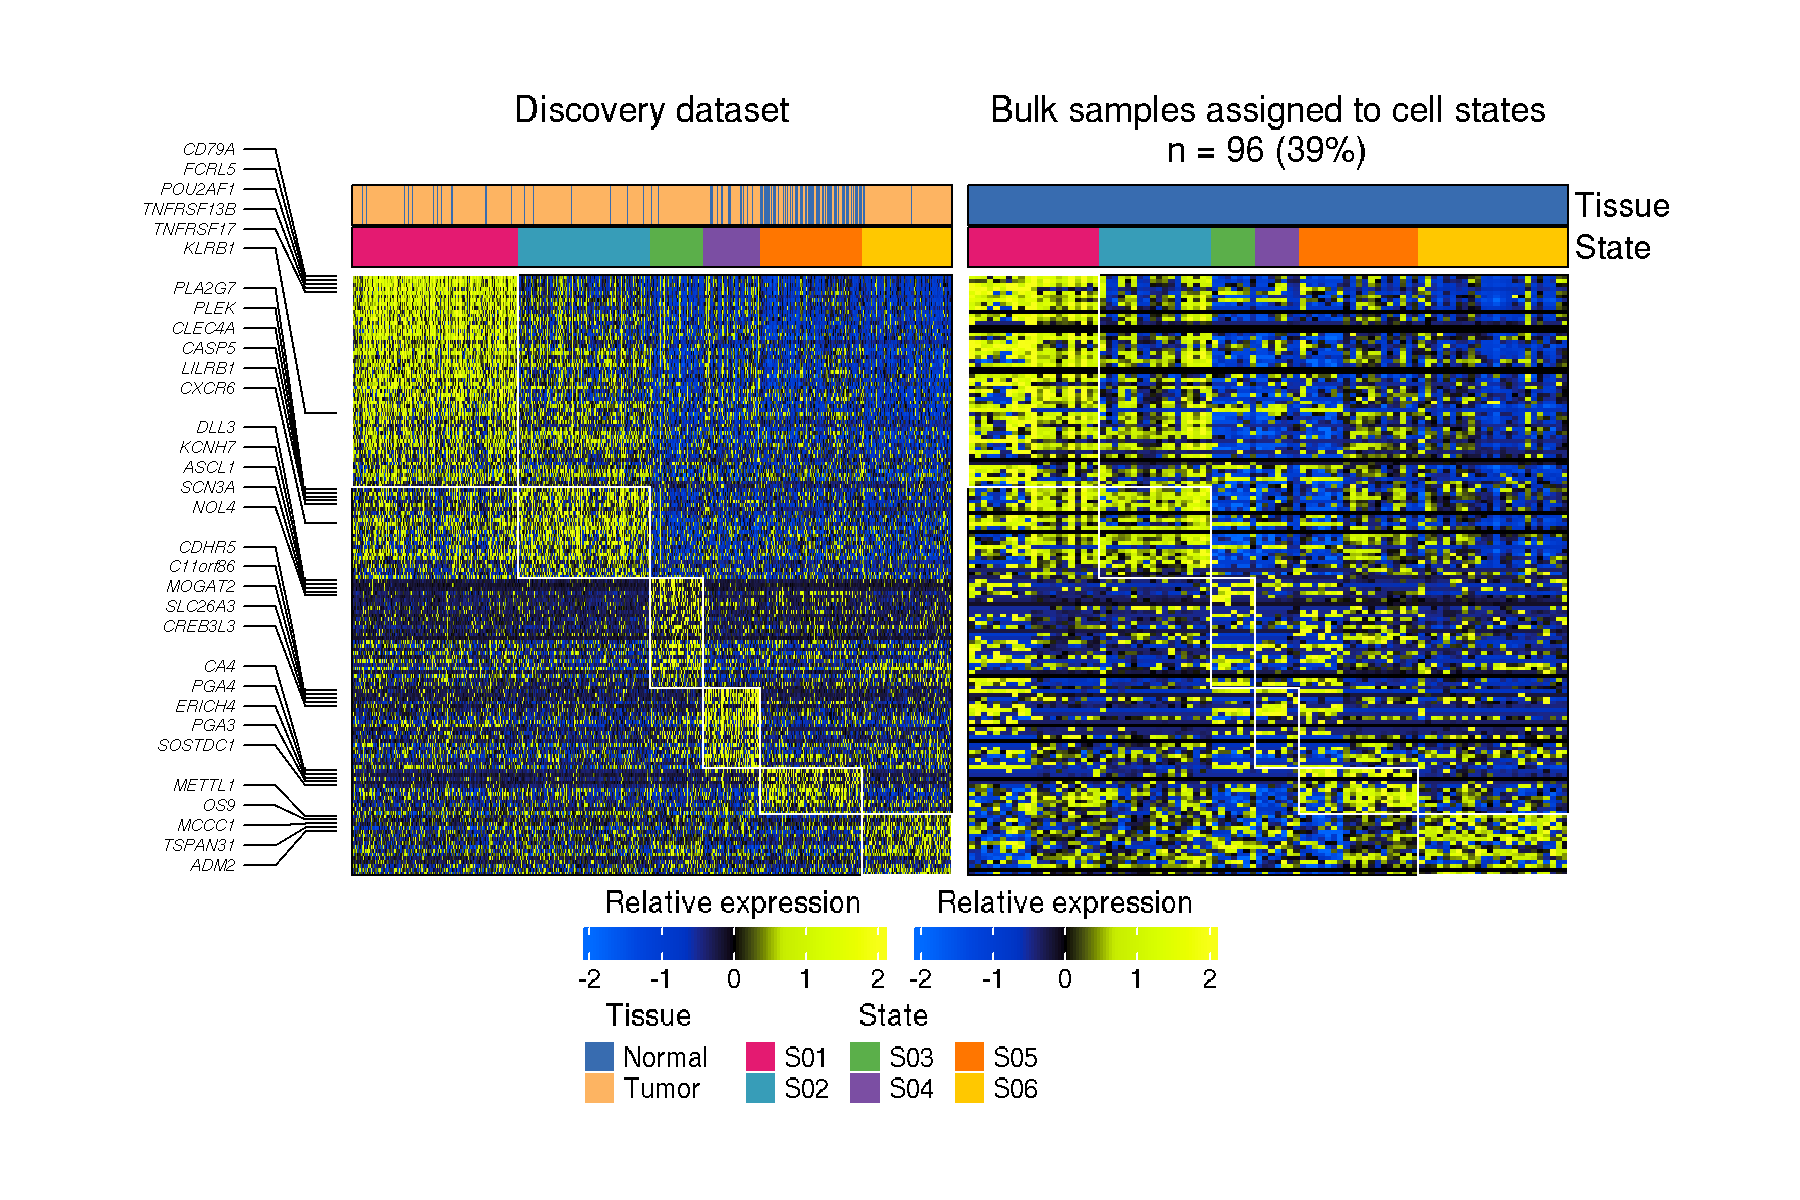 Discovery dataset
Bulk samples assigned to cell states
n = 96 (39%)
Tissue
State
CD79A
FCRL5
POU2AF1
TNFRSF13B
TNFRSF17
KLRB1
PLA2G7
PLEK
CLEC4A
CASP5
LILRB1
CXCR6
DLL3
KCNH7
ASCL1
SCN3A
NOL4
CDHR5
C11orf86
MOGAT2
SLC26A3
CREB3L3
CA4
PGA4
ERICH4
PGA3
SOSTDC1
METTL1
OS9
MCCC1
TSPAN31
ADM2
Relative expression Relative expression
-2 -1 0 1 2 -2 -1 0 1 2
Tissue State
Normal S01 S03 S05
Tumor S02 S04 S06